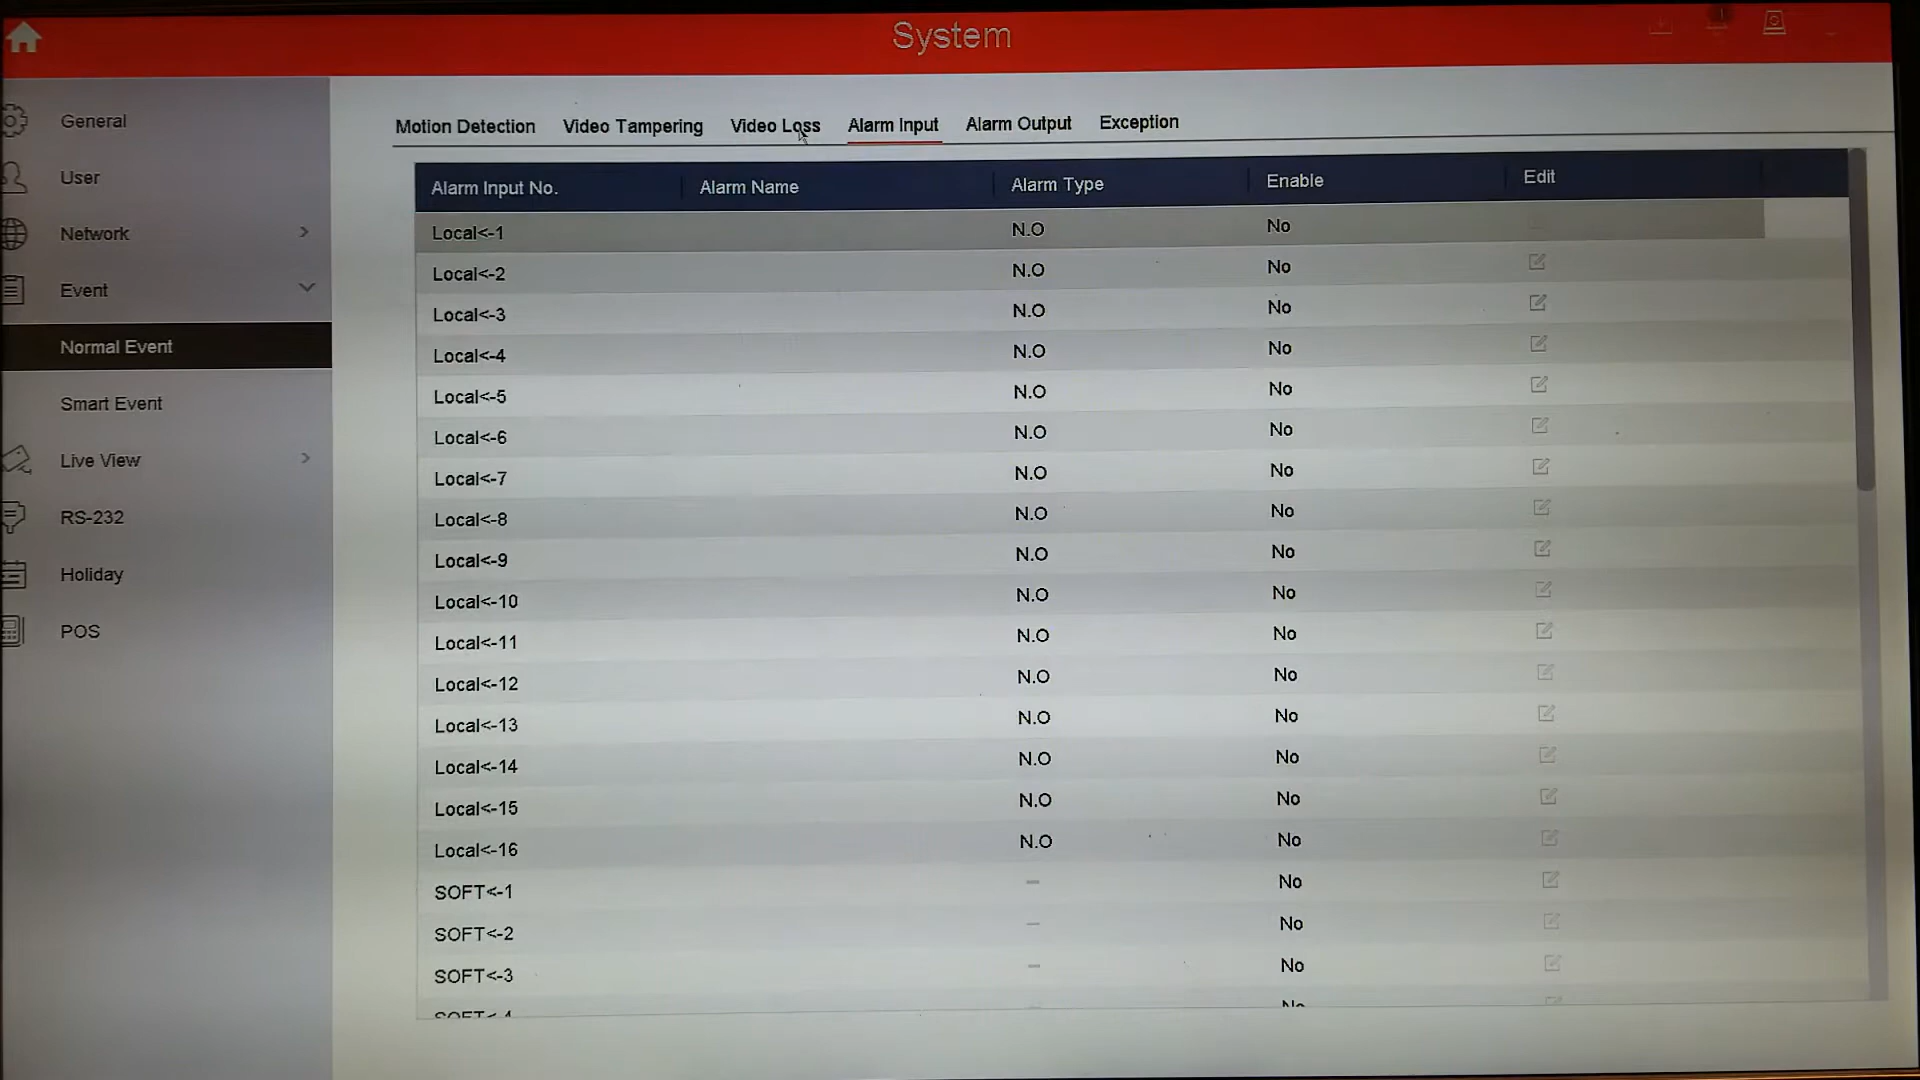 System
General
User
Network
Event
Normal Event
Smart Event
Live View
RS-232
Holiday
POS
Motion Detection Video Tampering Video Loss Alarm Input Alarm Output Exception
Alarm Input No. Alarm Name Alarm Type Enable Edit
Local<-1 N.O No
Local<-2 N.O No
Local<-3 N.O No
Local<-4 N.O No
Local<-5 N.O No
Local<-6 N.O No
Local<-7 N.O No
Local<-8 N.O No
Local<-9 N.O No
Local<-10 N.O No
Local<-11 N.O No
Local<-12 N.O No
Local<-13 N.O No
Local<-14 N.O No
Local<-15 N.O No
Local<-16 N.O No
SOFT<-1 – No
SOFT<-2 – No
SOFT<-3 – No
SOFT<-4 No